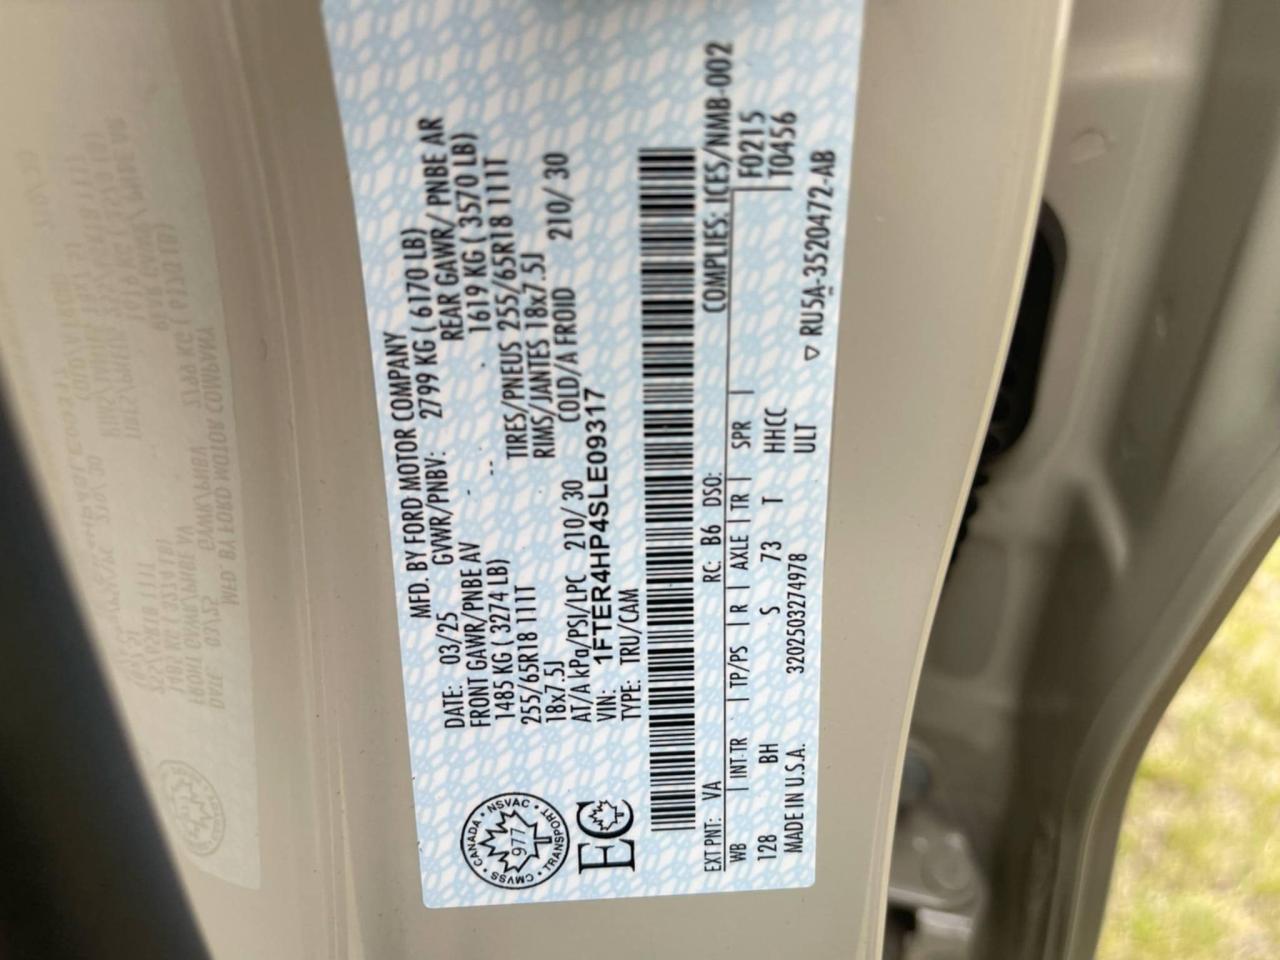 MFD. BY FORD MOTOR COMPANY
DATE: 03/25 GVWR/PNBV: 2799 KG ( 6170 LB)
FRONT GAWR/PNBE AV REAR GAWR/ PNBE AR
1485 KG ( 3274 LB) 1619 KG ( 3570 LB)
255/65R18 111T TIRES/PNEUS 255/65R18 111T
18x7.5J RIMS/JANTES 18x7.5J
AT/A kPa/PSI/LPC 210/ 30 COLD/A FROID 210/ 30
VIN: 1FTER4HP4SLE09317
TYPE: TRU/CAM
CANADA • NSVAC • TRANSPORT • CMVSS •
977
EC
EXT PNT: VA RC: B6 DSO: COMPLIES: ICES/NMB-002
WB | INT TR | TP/PS | R | AXLE | TR | SPR | F0215
128 BH S 73 T HHCC T0456
MADE IN U.S.A. 3202503274978 ULT
▽ RU5A-3520472-AB